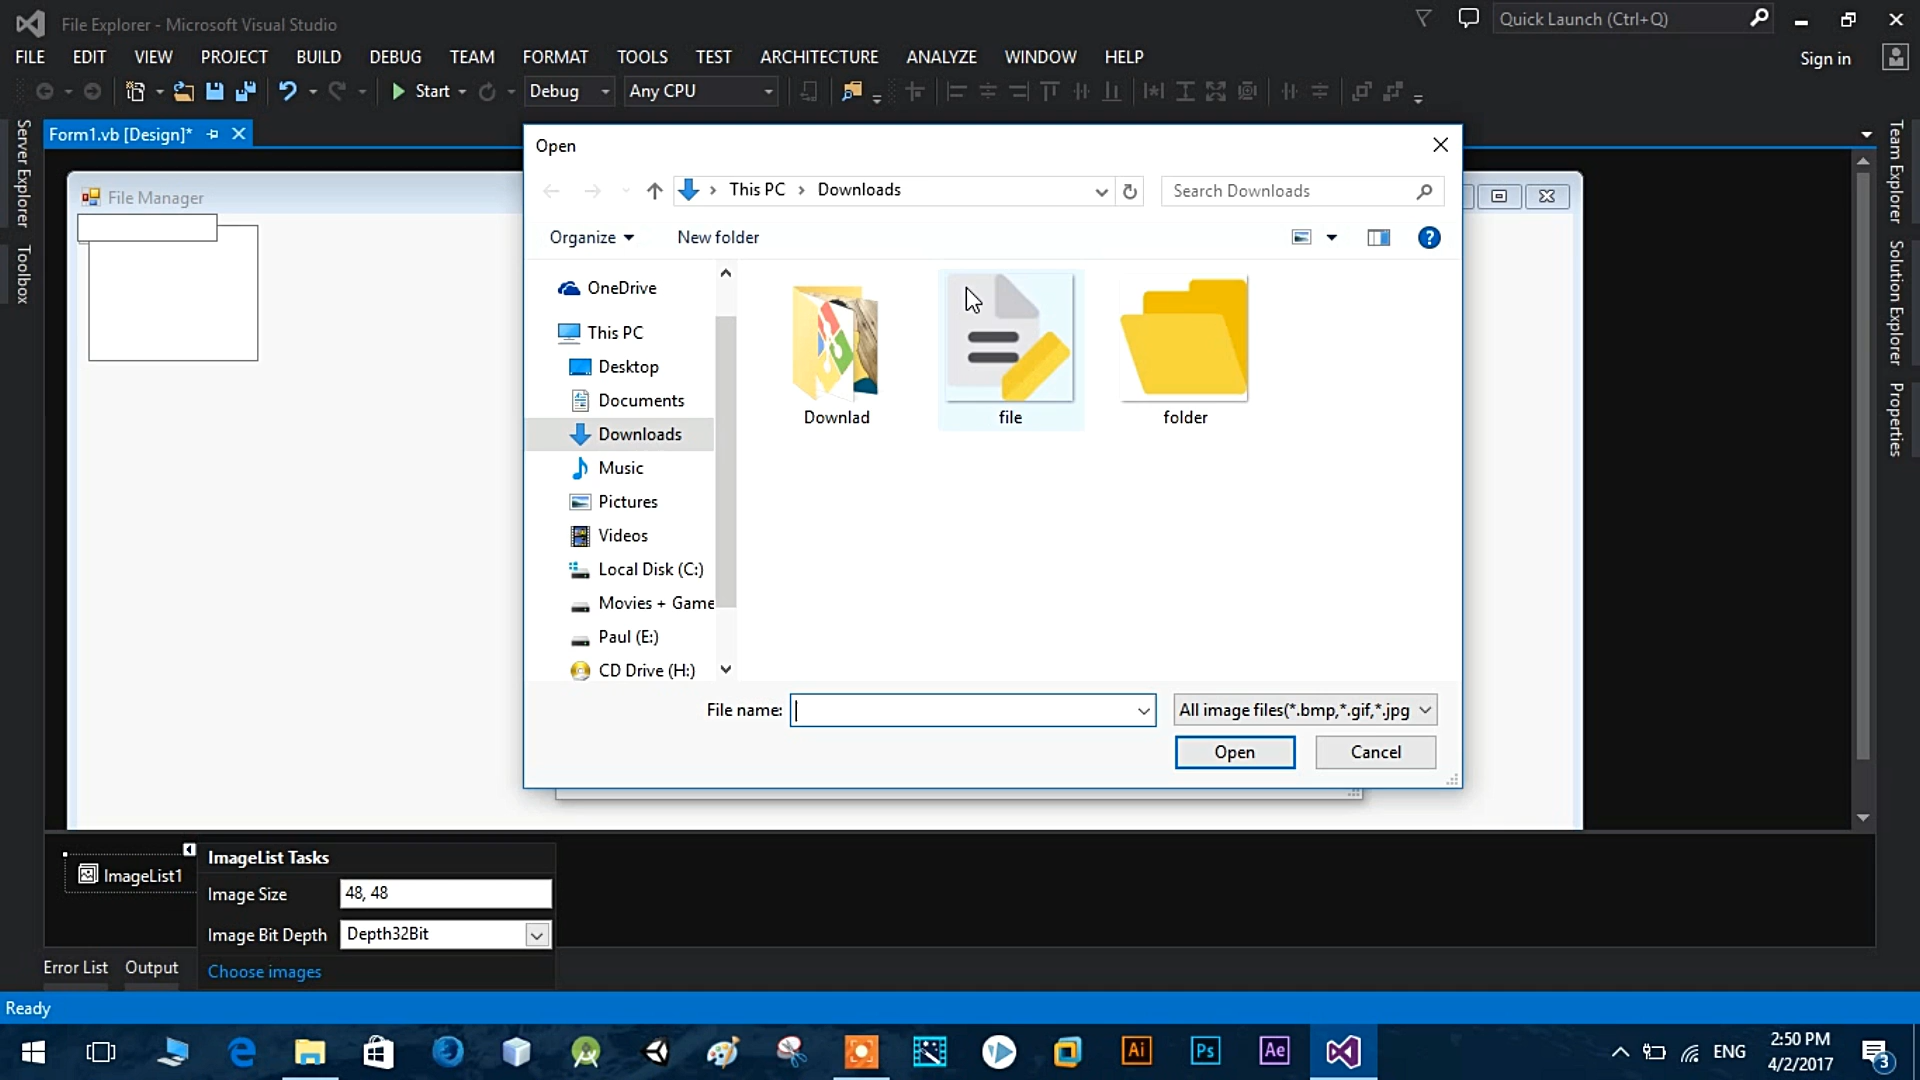 File Explorer - Microsoft Visual Studio
Quick Launch (Ctrl+Q)
FILE EDIT VIEW PROJECT BUILD DEBUG TEAM FORMAT TOOLS TEST ARCHITECTURE ANALYZE WINDOW HELP
Sign in
Start Debug Any CPU
Server Explorer
Toolbox
Form1.vb [Design]*
File Manager
Open
This PC Downloads
Search Downloads
Organize New folder
OneDrive
This PC
Desktop
Documents
Downloads
Music
Pictures
Videos
Local Disk (C:)
Movies + Game
Paul (E:)
CD Drive (H:)
Downlad
file
folder
File name:
All image files(*.bmp,*.gif,*.jpg
Open Cancel
Team Explorer
Solution Explorer
Properties
ImageList1
ImageList Tasks
Image Size 48, 48
Image Bit Depth Depth32Bit
Choose images
Error List Output
Ready
Ai
Ps
Ae
ENG
2:50 PM
4/2/2017
3